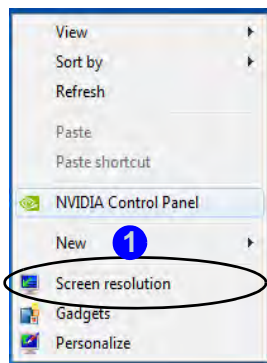 View
Sort by
Refresh
Paste
Paste shortcut
NVIDIA Control Panel
New 1
Screen resolution
Gadgets
Personalize